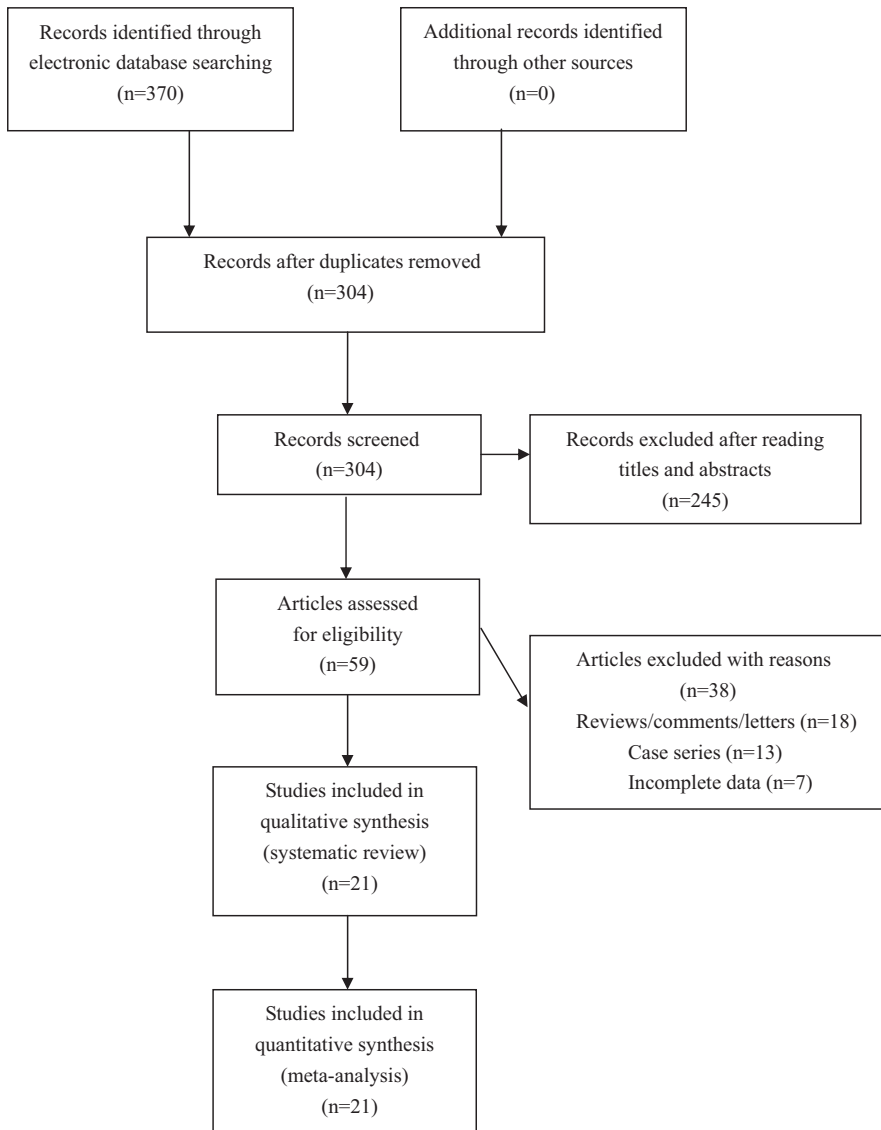 Records identified through
electronic database searching
(n=370)
Additional records identified
through other sources
(n=0)
Records after duplicates removed
(n=304)
Records screened
(n=304)
Records excluded after reading
titles and abstracts
(n=245)
Articles assessed
for eligibility
(n=59)
Articles excluded with reasons
(n=38)
Reviews/comments/letters (n=18)
Case series (n=13)
Incomplete data (n=7)
Studies included in
qualitative synthesis
(systematic review)
(n=21)
Studies included in
quantitative synthesis
(meta-analysis)
(n=21)